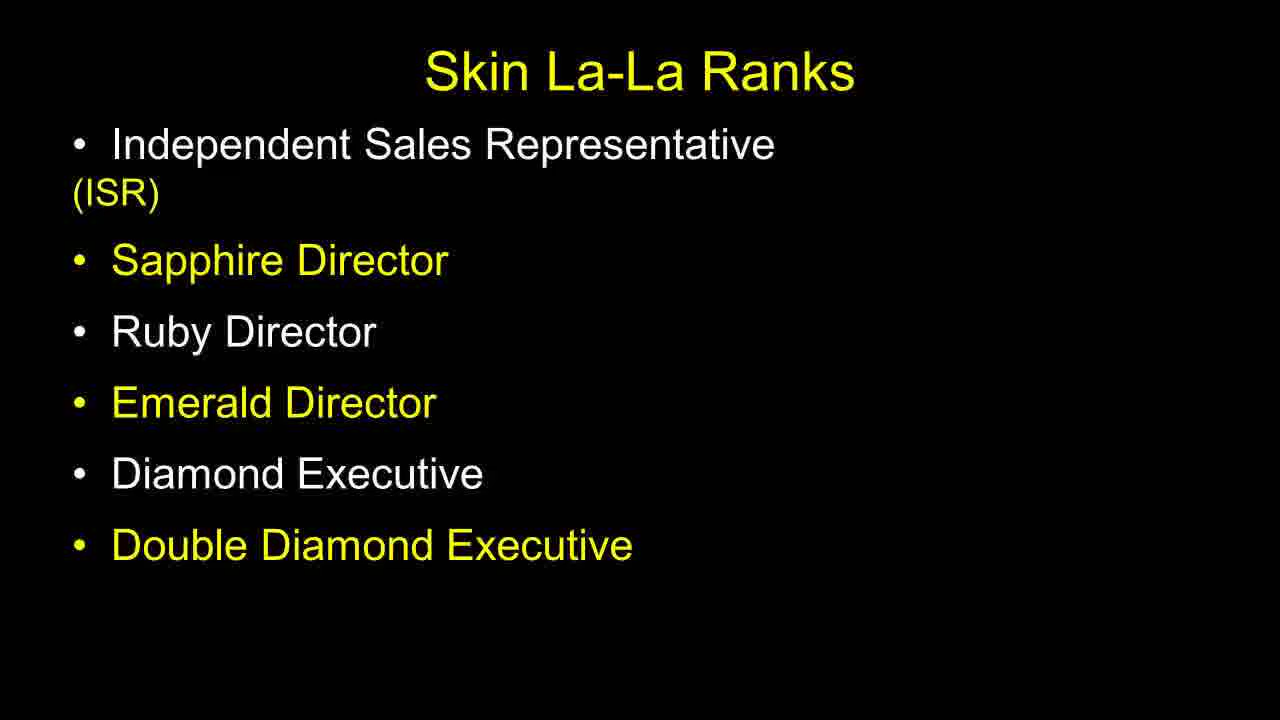 Skin La-La Ranks
• Independent Sales Representative
(ISR)
• Sapphire Director
• Ruby Director
• Emerald Director
• Diamond Executive
• Double Diamond Executive